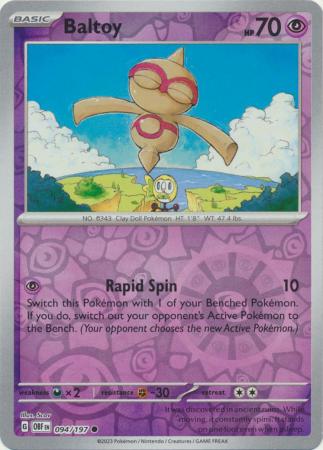 BASIC
Baltoy
HP 70
NO. 0343 Clay Doll Pokémon HT: 1'8" WT: 47.4 lbs.
Rapid Spin 10
Switch this Pokémon with 1 of your Benched Pokémon.
If you do, switch out your opponent's Active Pokémon to
the Bench. (Your opponent chooses the new Active Pokémon.)
weakness ×2 resistance -30 retreat
Illus. Scav
It was discovered in ancient ruins. While
moving, it constantly spins. It stands
on one foot even when asleep.
G OBF EN 094/197
©2023 Pokémon / Nintendo / Creatures / GAME FREAK